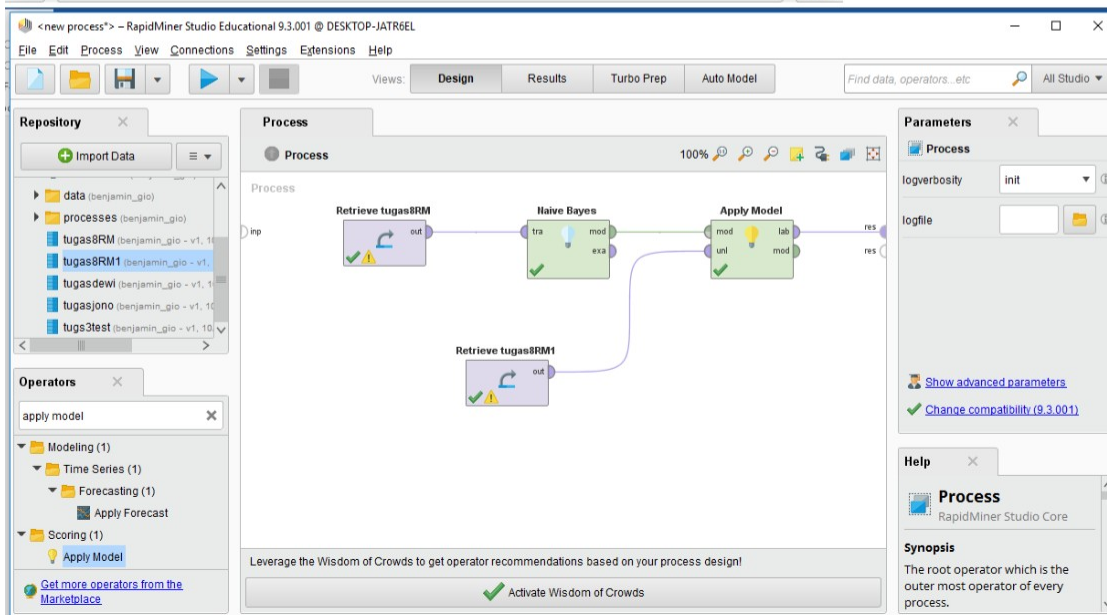 <new process*> – RapidMiner Studio Educational 9.3.001 @ DESKTOP-JATR6EL
File Edit Process View Connections Settings Extensions Help
Views: Design Results Turbo Prep Auto Model
Find data, operators...etc
All Studio
Repository
Import Data
data (benjamin_gio)
processes (benjamin_gio)
tugas8RM (benjamin_gio - v1, 10
tugas8RM1 (benjamin_gio - v1,
tugasdewi (benjamin_gio - v1, 1
tugasjono (benjamin_gio - v1, 10
tugs3test (benjamin_gio - v1, 10
Operators
apply model
Modeling (1)
Time Series (1)
Forecasting (1)
Apply Forecast
Scoring (1)
Apply Model
Get more operators from the
Marketplace
Process
Process
100%
Process
inp
Retrieve tugas8RM
out
Naive Bayes
tra mod
exa
Apply Model
mod lab
unl mod
res
res
Retrieve tugas8RM1
out
Leverage the Wisdom of Crowds to get operator recommendations based on your process design!
Activate Wisdom of Crowds
Parameters
Process
logverbosity init
logfile
Show advanced parameters
Change compatibility (9.3.001)
Help
Process
RapidMiner Studio Core
Synopsis
The root operator which is the
outer most operator of every
process.